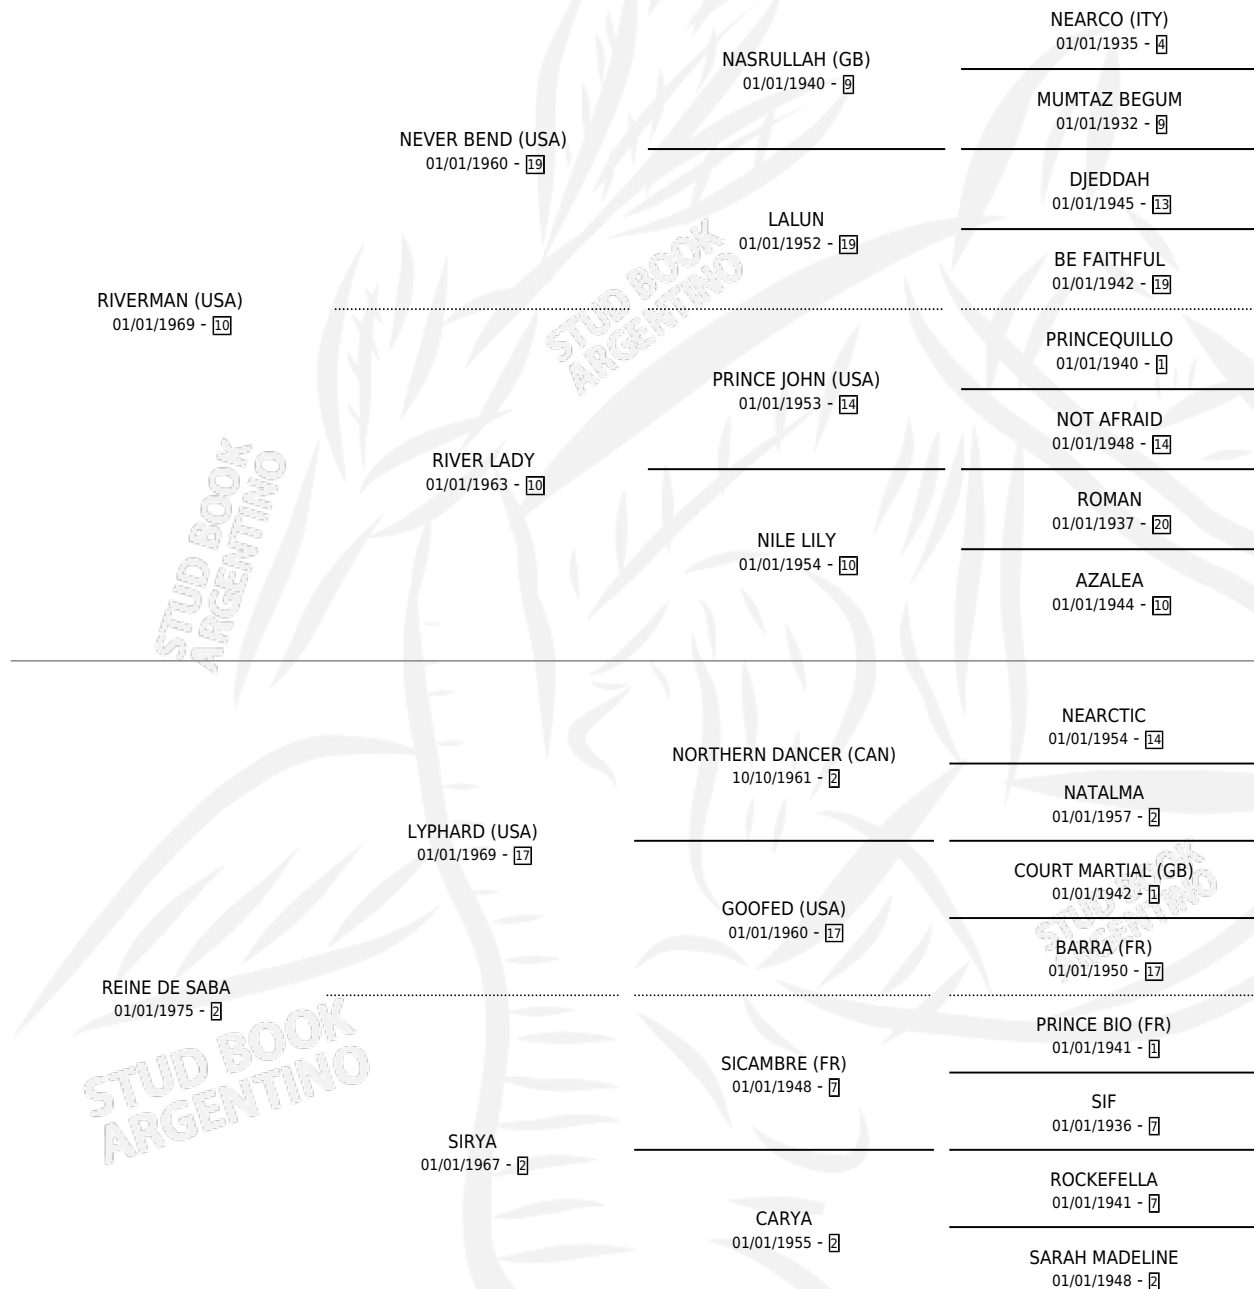 NEARCO (ITY)
01/01/1935 - 4
NASRULLAH (GB)
01/01/1940 - 9
MUMTAZ BEGUM
01/01/1932 - 9
NEVER BEND (USA)
01/01/1960 - 19
DJEDDAH
01/01/1945 - 13
LALUN
01/01/1952 - 19
BE FAITHFUL
01/01/1942 - 19
STUD BOOK
ARGENTINO
RIVERMAN (USA)
01/01/1969 - 10
PRINCEQUILLO
01/01/1940 - 1
PRINCE JOHN (USA)
01/01/1953 - 14
NOT AFRAID
01/01/1948 - 14
RIVER LADY
01/01/1963 - 10
ROMAN
01/01/1937 - 20
NILE LILY
01/01/1954 - 10
AZALEA
01/01/1944 - 10
STUD BOOK
ARGENTINO
NEARCTIC
01/01/1954 - 14
NORTHERN DANCER (CAN)
10/10/1961 - 2
NATALMA
01/01/1957 - 2
LYPHARD (USA)
01/01/1969 - 17
COURT MARTIAL (GB)
01/01/1942 - 1
GOOFED (USA)
01/01/1960 - 17
STUD BOOK
ARGENTINO
BARRA (FR)
01/01/1950 - 17
REINE DE SABA
01/01/1975 - 2
PRINCE BIO (FR)
01/01/1941 - 1
SICAMBRE (FR)
01/01/1948 - 7
STUD BOOK
ARGENTINO
SIF
01/01/1936 - 7
SIRYA
01/01/1967 - 2
ROCKEFELLA
01/01/1941 - 7
CARYA
01/01/1955 - 2
SARAH MADELINE
01/01/1948 - 2